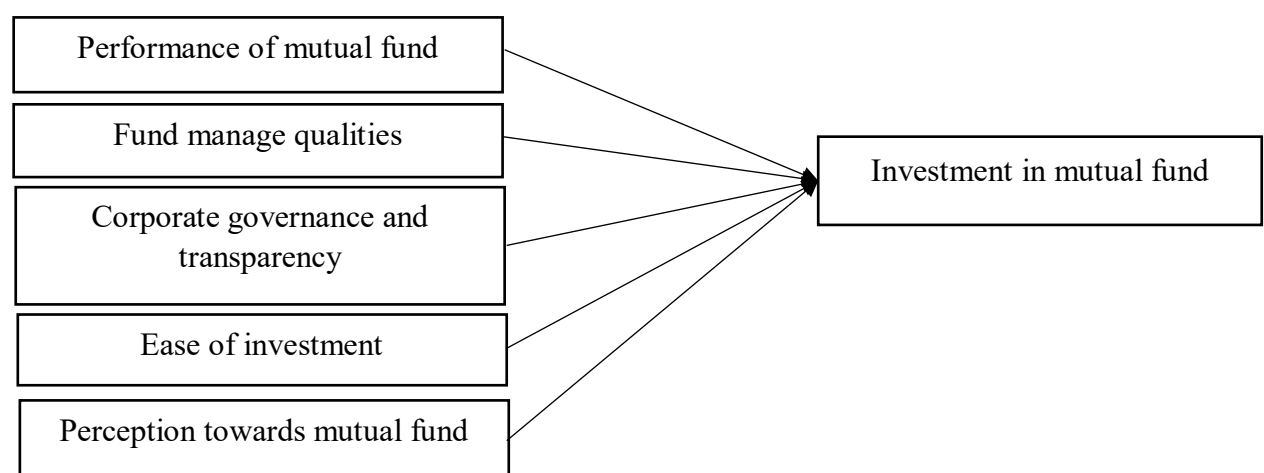 Performance of mutual fund
Fund manage qualities
Corporate governance and
transparency
Ease of investment
Perception towards mutual fund
Investment in mutual fund